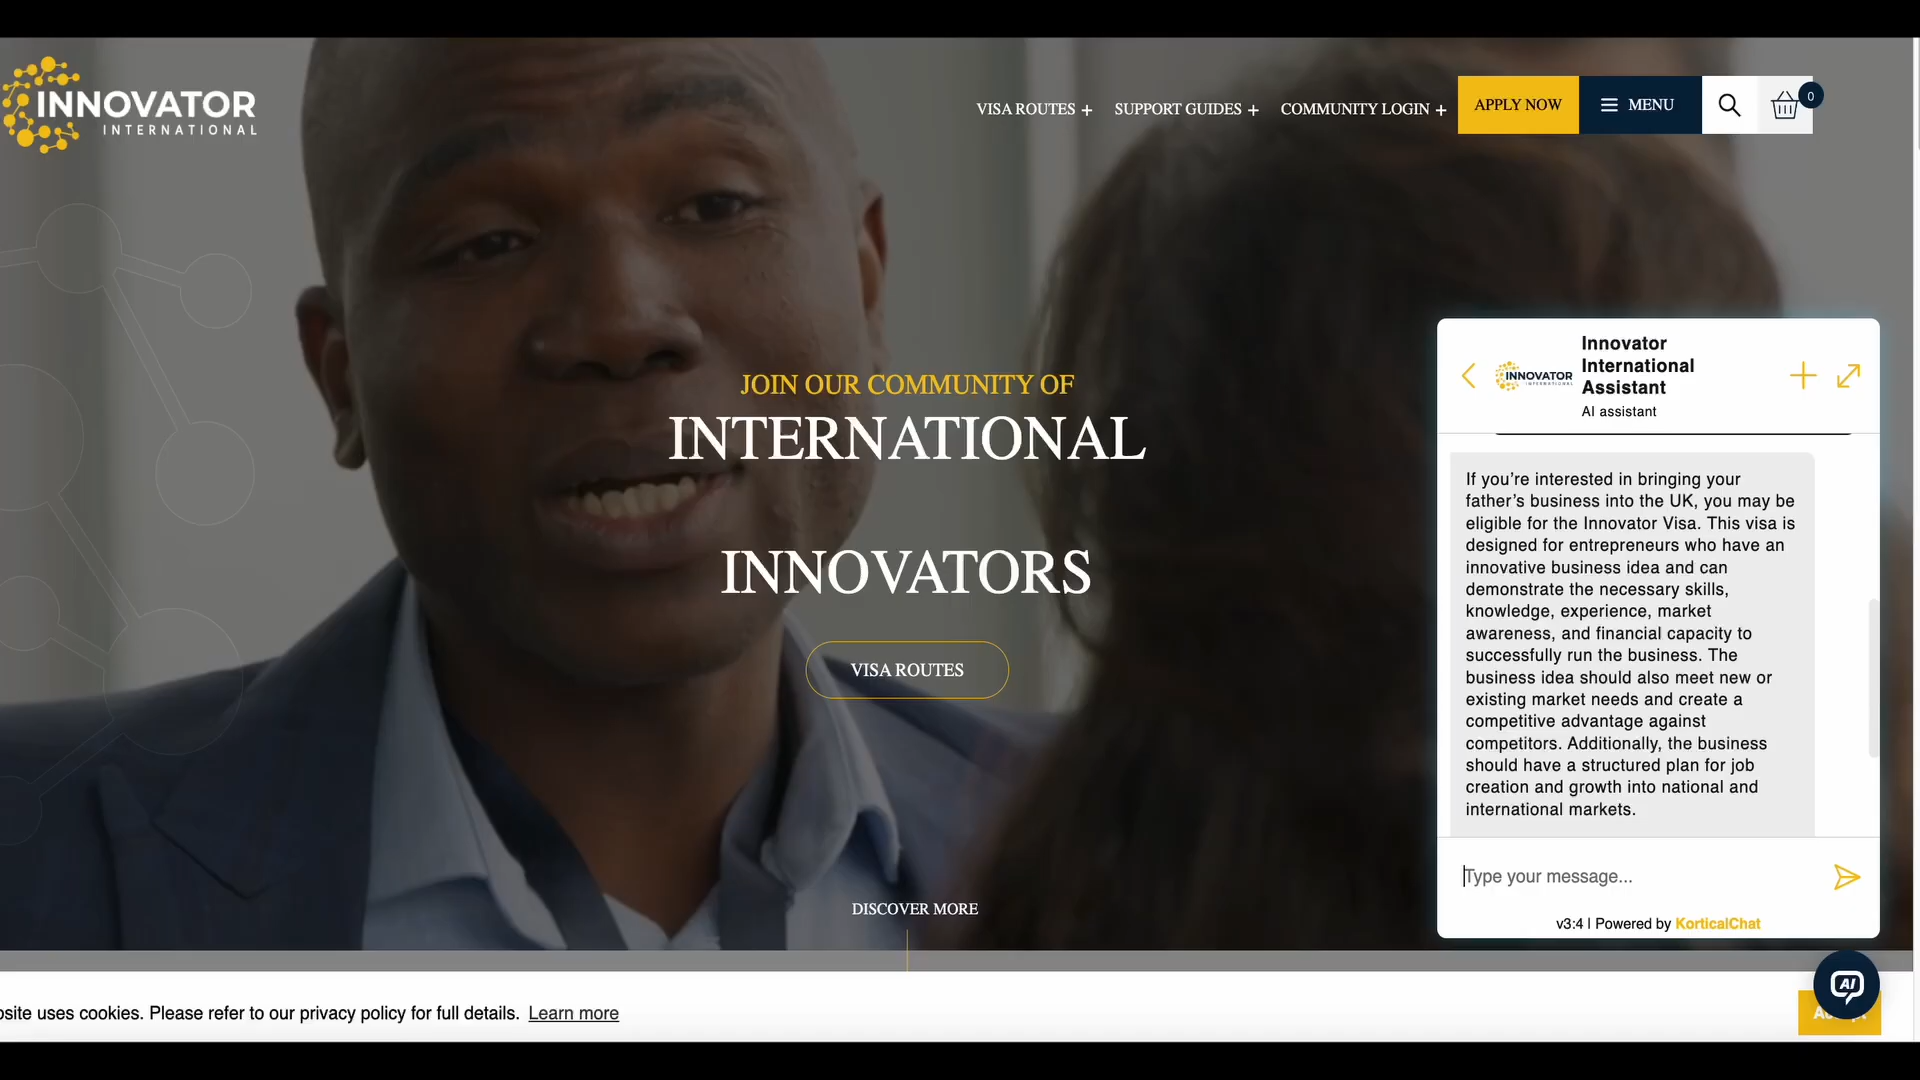 INNOVATOR
INTERNATIONAL
VISA ROUTES +
SUPPORT GUIDES +
COMMUNITY LOGIN +
APPLY NOW
MENU
0
JOIN OUR COMMUNITY OF
INTERNATIONAL
INNOVATORS
VISA ROUTES
DISCOVER MORE
INNOVATOR
INTERNATIONAL
Innovator
International
Assistant
AI assistant
If you’re interested in bringing your
father’s business into the UK, you may be
eligible for the Innovator Visa. This visa is
designed for entrepreneurs who have an
innovative business idea and can
demonstrate the necessary skills,
knowledge, experience, market
awareness, and financial capacity to
successfully run the business. The
business idea should also meet new or
existing market needs and create a
competitive advantage against
competitors. Additionally, the business
should have a structured plan for job
creation and growth into national and
international markets.
Type your message...
v3:4 | Powered by KorticalChat
AI
uses cookies. Please refer to our privacy policy for full details. Learn more